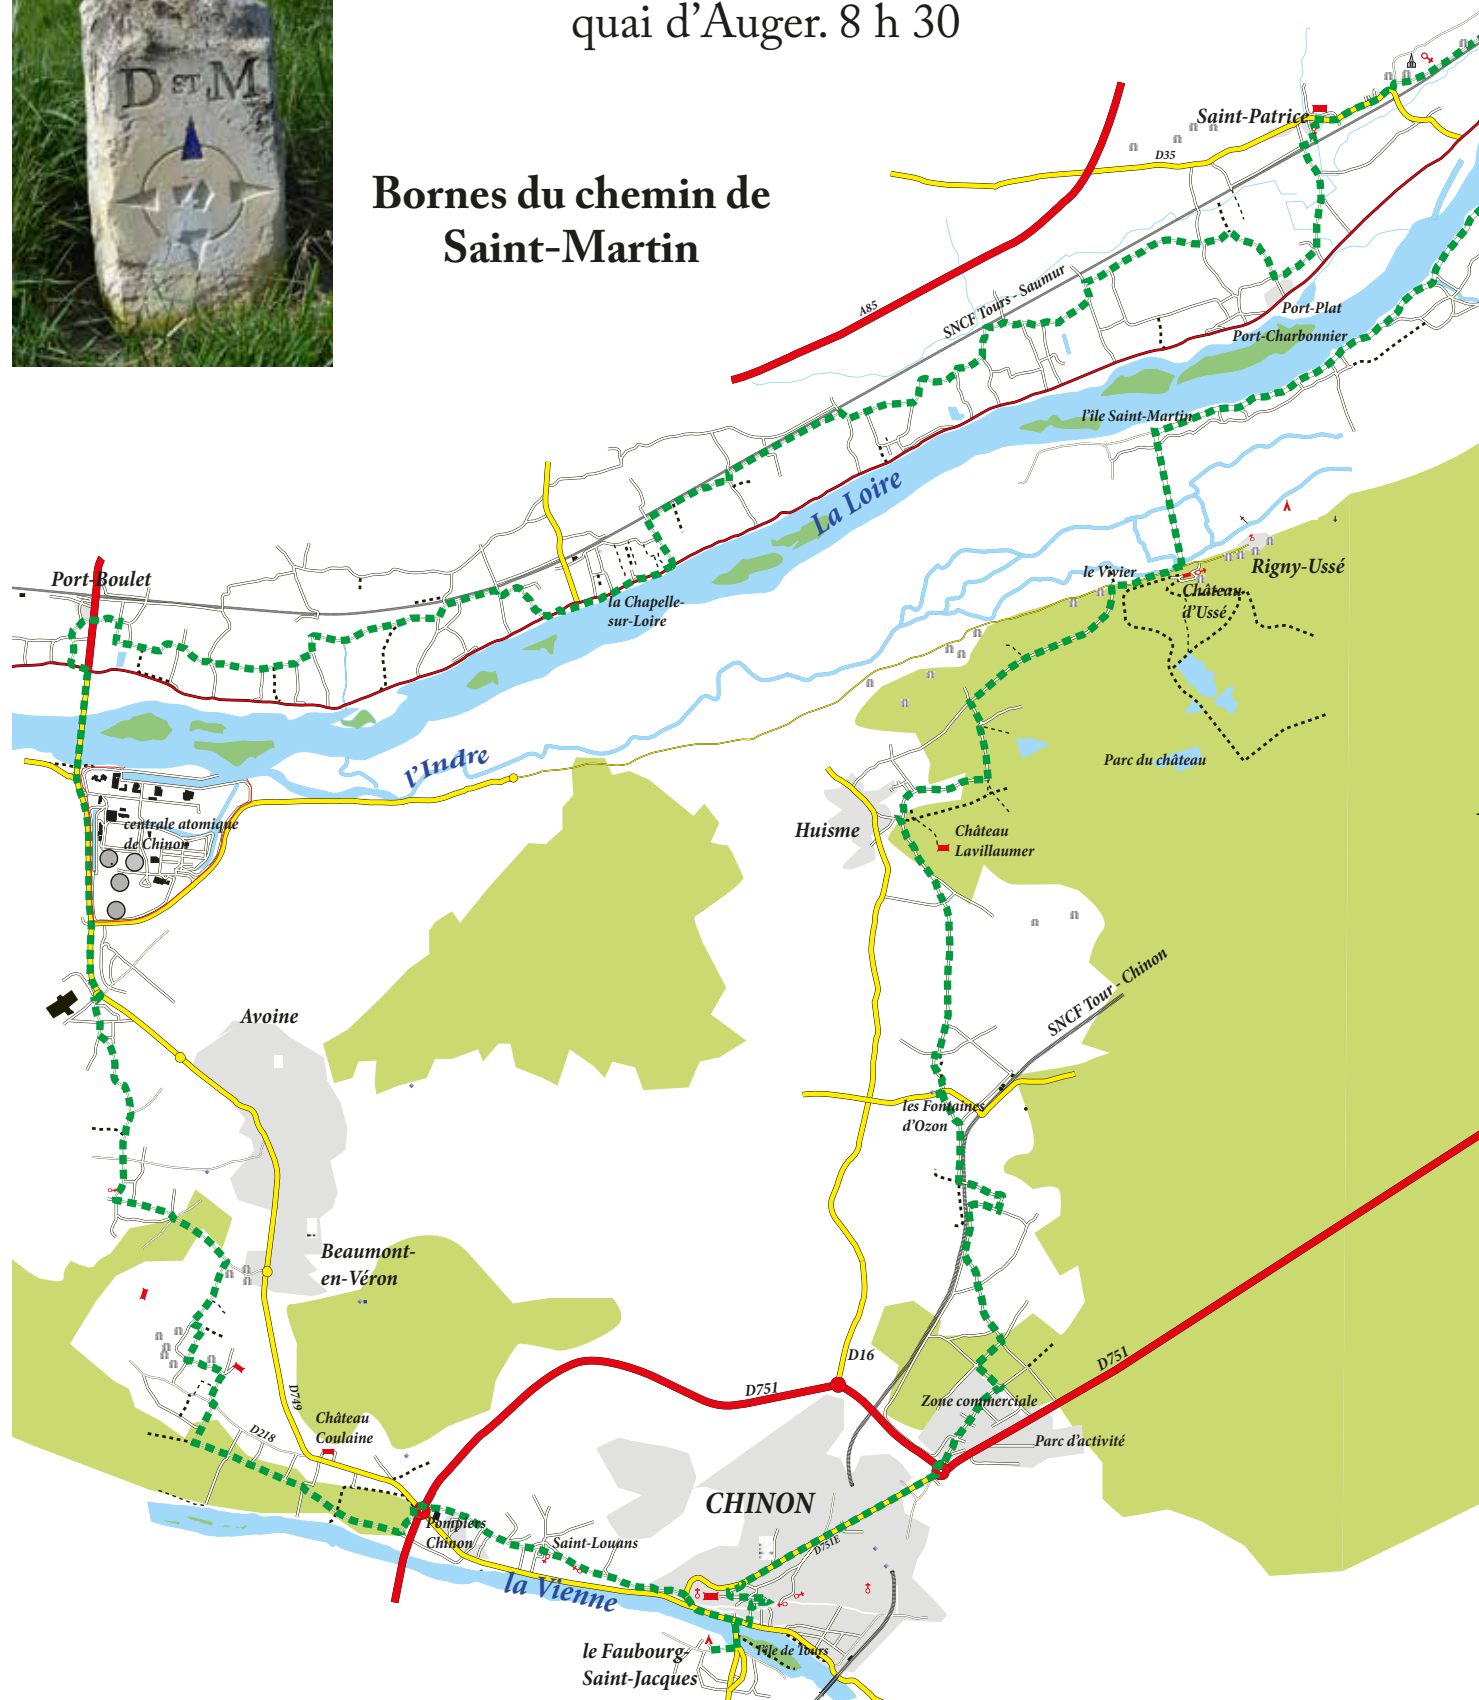 quai d’Auger. 8 h 30
D ST M
Bornes du chemin de
Saint-Martin
Saint-Patrice
D35
A85
SNCF Tours - Saumur
Port-Plat
Port-Charbonnier
l’île Saint-Martin
La Loire
Port-Boulet
la Chapelle-
sur-Loire
le Vivier
Rigny-Ussé
Château
d’Ussé
l’Indre
Parc du château
centrale atomique
de Chinon
Huisme
Château
Lavillaumer
SNCF Tour - Chinon
Avoine
les Fontaines
d’Ozon
Beaumont-
en-Véron
D16
D751
D751
D749
Zone commerciale
Château
Coulaine
D218
Parc d’activité
CHINON
Pompiers
Chinon
Saint-Louans
D751E
la Vienne
le Faubourg-
Saint-Jacques
l’île de Tours